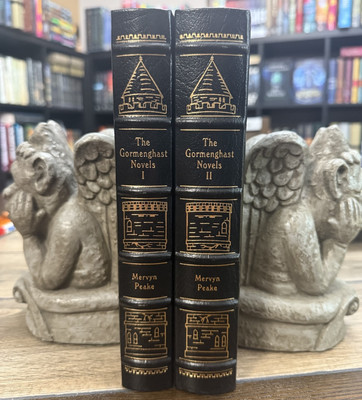 The
Gormenghast
Novels
I
Mervyn
Peake
The
Gormenghast
Novels
II
Mervyn
Peake